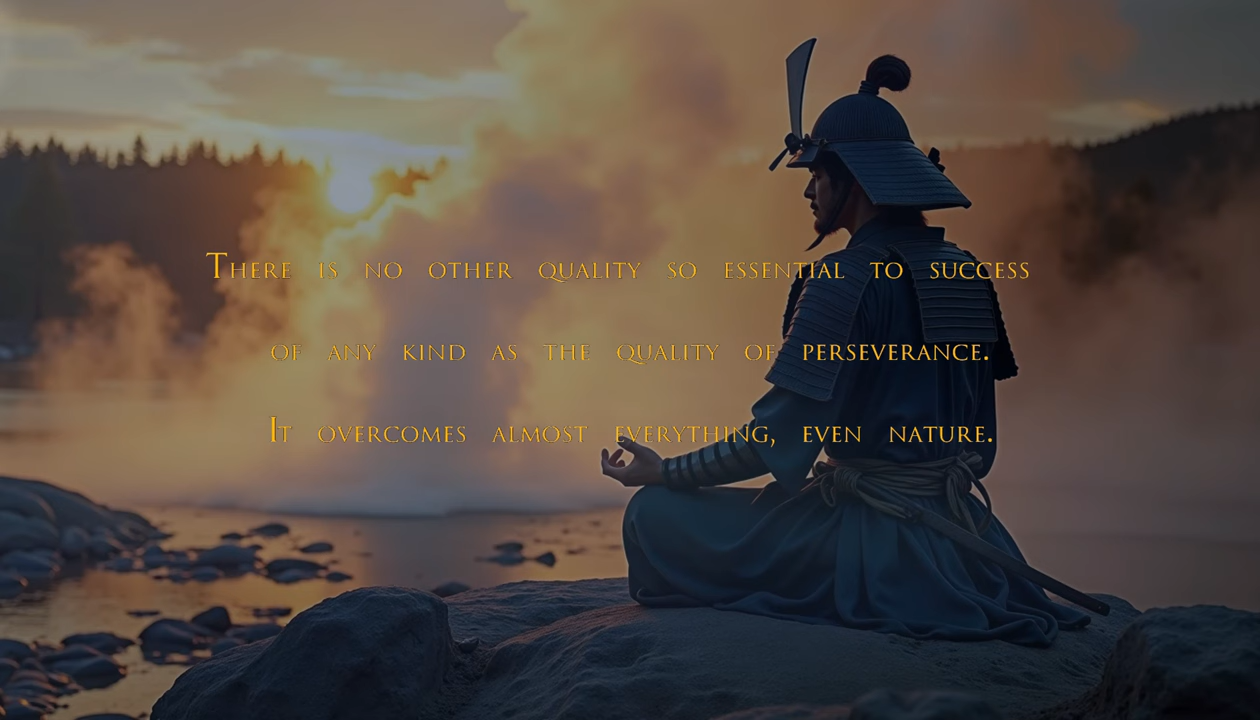 There is no other quality so essential to success
of any kind as the quality of perseverance.
It overcomes almost everything, even nature.